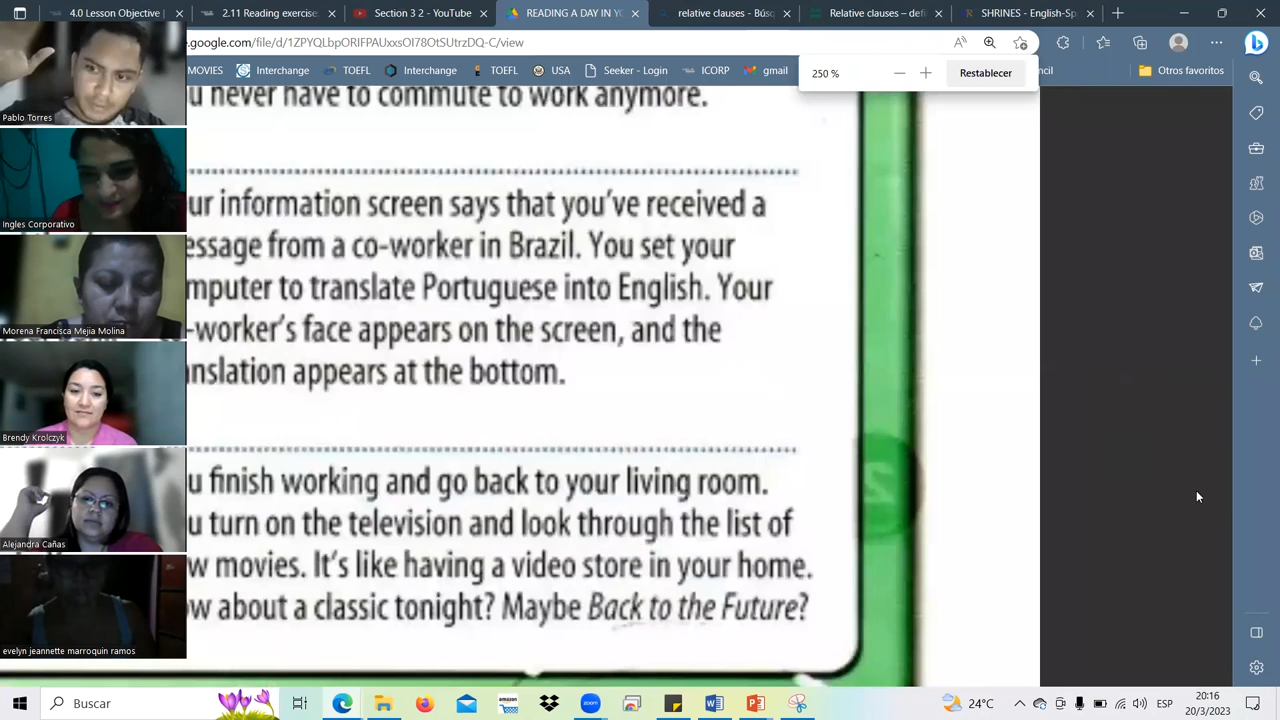 4.0 Lesson Objective
2.11 Reading exercise.
Section 3 2 - YouTube
READING A DAY IN YO
relative clauses - Búsq
Relative clauses – defi
SHRINES - English-Sp
e.google.com/file/d/1ZPYQLbpORIFPAUxxsOI78OtSUtrzDQ-C/view
MOVIES
Interchange
TOEFL
Interchange
TOEFL
USA
Seeker - Login
ICORP
gmail
ncil
Otros favoritos
250 %
Restablecer
u never have to commute to work anymore.
ur information screen says that you've received a
essage from a co-worker in Brazil. You set your
mputer to translate Portuguese into English. Your
-worker's face appears on the screen, and the
anslation appears at the bottom.
u finish working and go back to your living room.
u turn on the television and look through the list of
w movies. It's like having a video store in your home.
ow about a classic tonight? Maybe Back to the Future?
Pablo Torres
Ingles Corporativo
Morena Francisca Mejia Molina
Brendy Krolczyk
Alejandra Cañas
evelyn jeannette marroquin ramos
Buscar
amazon
zoom
24°C
ESP
20:16
20/3/2023